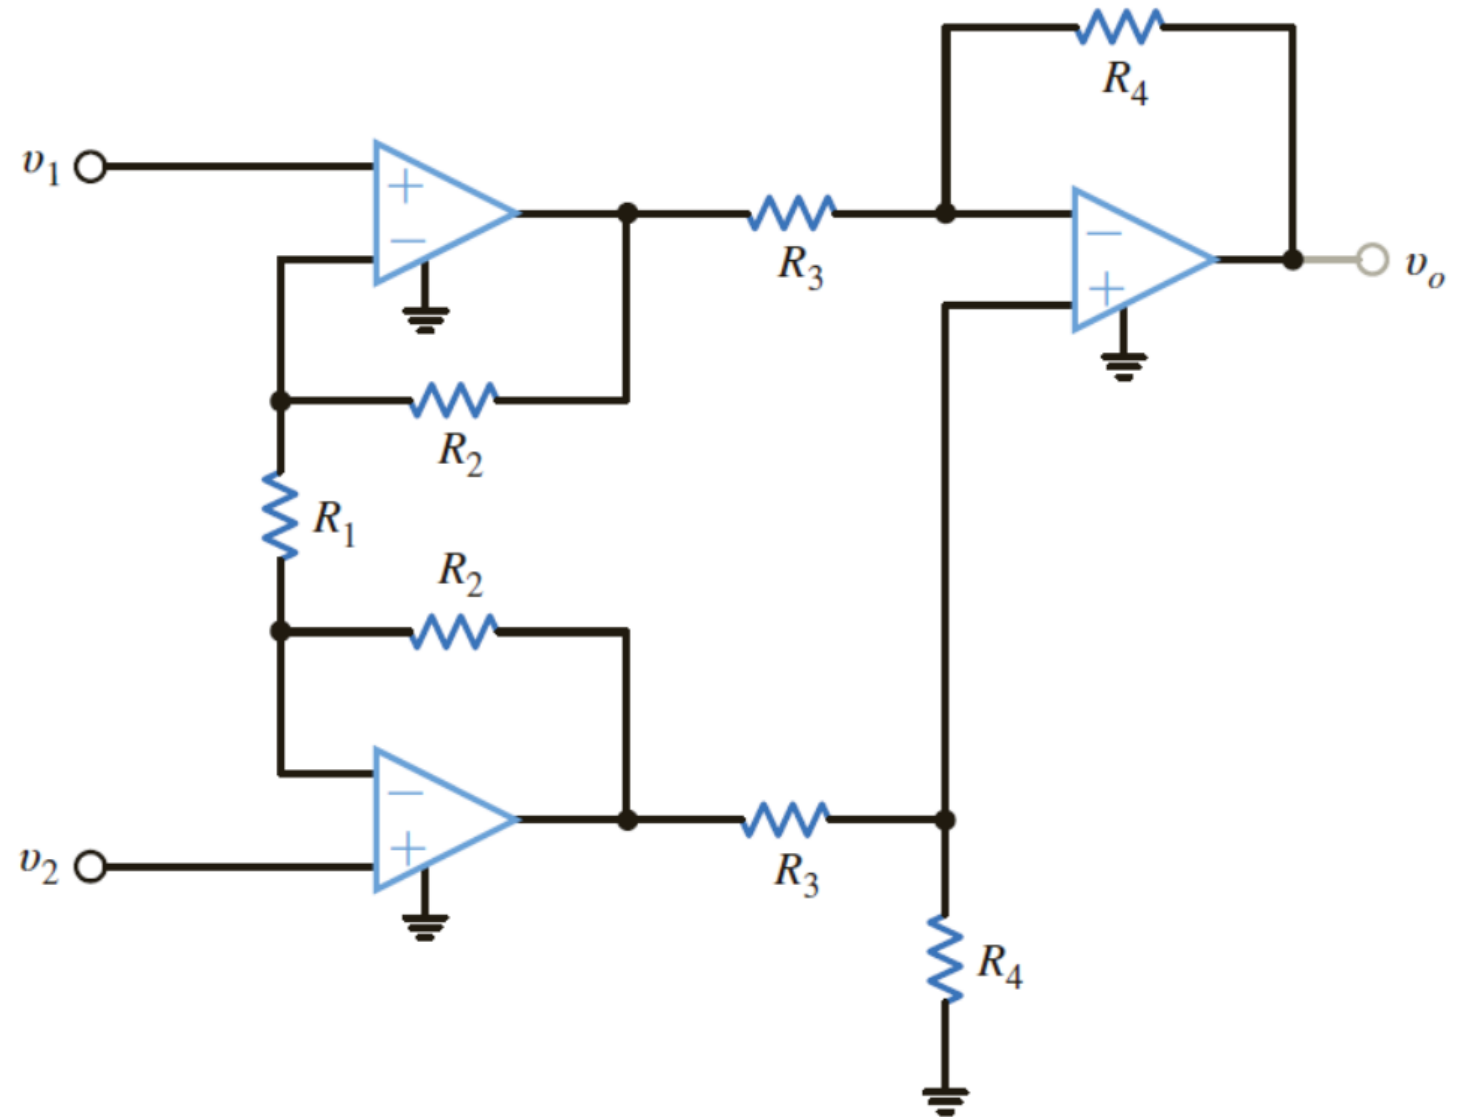 R₄
v₁
+
−
R₃
−
+
vₒ
R₂
R₁
R₂
−
+
v₂
R₃
R₄